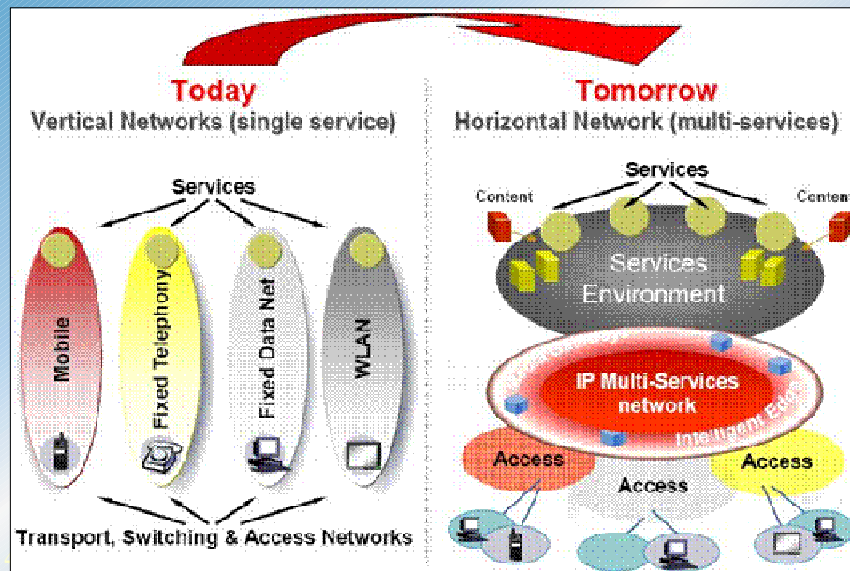 Today
Vertical Networks (single service)
Services
Mobile
Fixed Telephony
Fixed Data Net
WLAN
Transport, Switching & Access Networks
Tomorrow
Horizontal Network (multi-services)
Services
Content
Content
Services
Environment
IP Multi-Services
network
Intelligent Edge
Access
Access
Access